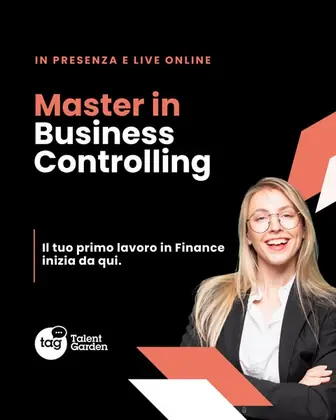 IN PRESENZA E LIVE ONLINE
Master in
Business
Controlling
Il tuo primo lavoro in Finance
inizia da qui.
tag
Talent
Garden